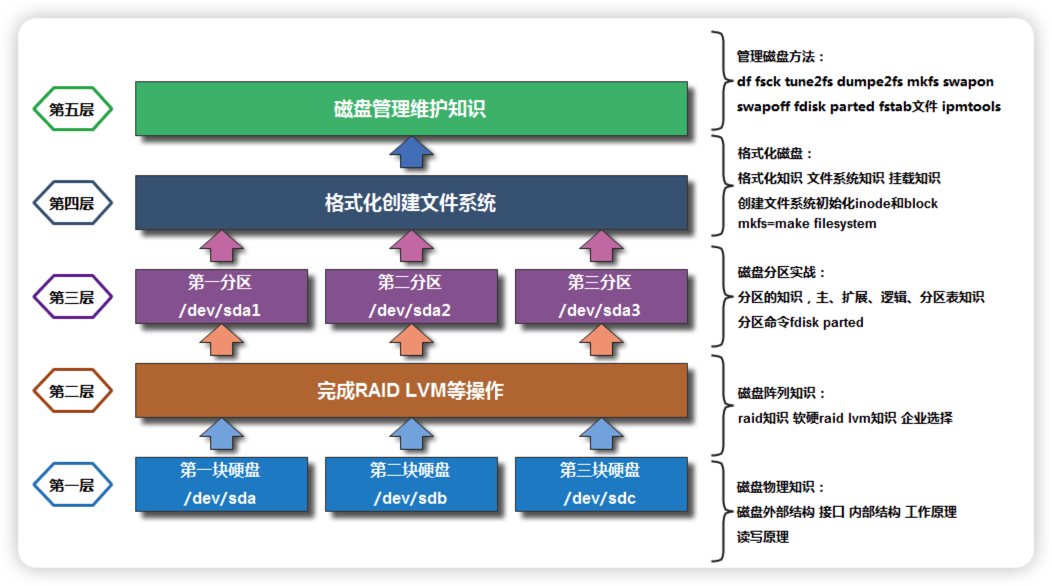 管理磁盘方法：
df fsck tune2fs dumpe2fs mkfs swapon
swapoff fdisk parted fstab文件 ipmtools
第五层
磁盘管理维护知识
格式化磁盘：
格式化知识 文件系统知识 挂载知识
创建文件系统初始化inode和block
mkfs=make filesystem
第四层
格式化创建文件系统
第三层
第一分区
/dev/sda1
第二分区
/dev/sda2
第三分区
/dev/sda3
磁盘分区实战：
分区的知识，主、扩展、逻辑、分区表知识
分区命令fdisk parted
第二层
完成RAID LVM等操作
磁盘阵列知识：
raid知识 软硬raid lvm知识 企业选择
第一层
第一块硬盘
/dev/sda
第二块硬盘
/dev/sdb
第三块硬盘
/dev/sdc
磁盘物理知识：
磁盘外部结构 接口 内部结构 工作原理
读写原理